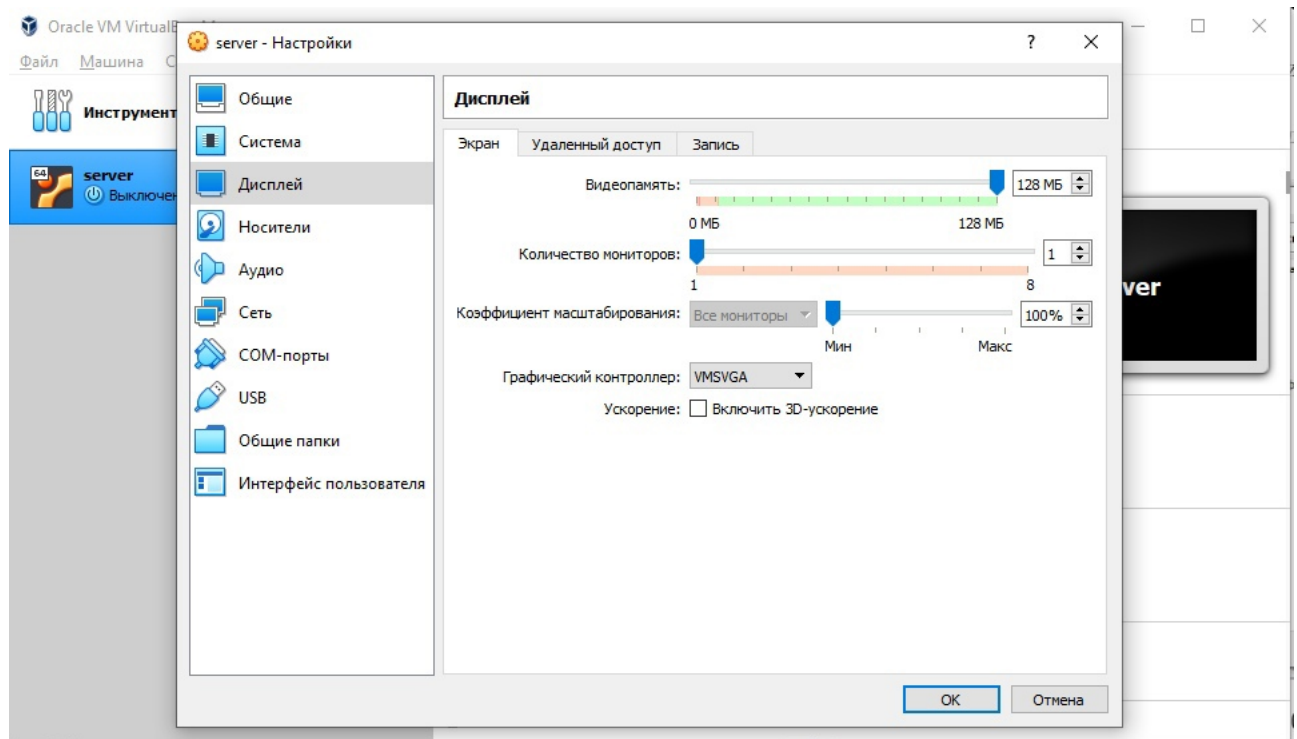 Oracle VM VirtualB
Файл Машина С
Инструмент
64
server
Выключен
server - Настройки
? 
Общие
Система
Дисплей
Носители
Аудио
Сеть
COM-порты
USB
Общие папки
Интерфейс пользователя
Дисплей
Экран Удаленный доступ Запись
Видеопамять: 128 МБ
0 МБ 128 МБ
Количество мониторов: 1
1 8
Коэффициент масштабирования: Все мониторы 100%
Мин Макс
Графический контроллер: VMSVGA
Ускорение: Включить 3D-ускорение
OK Отмена
ver